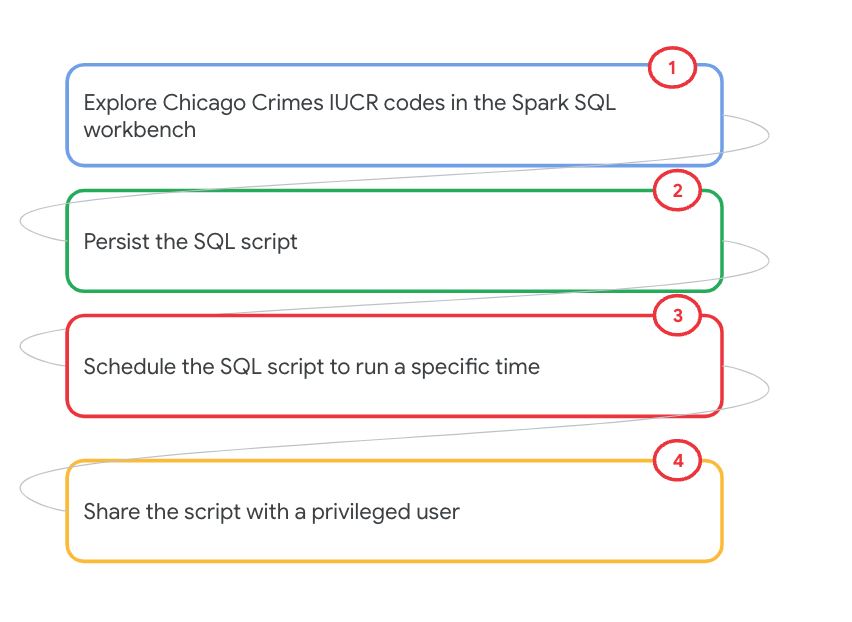 1
Explore Chicago Crimes IUCR codes in the Spark SQL
workbench
2
Persist the SQL script
3
Schedule the SQL script to run a specific time
4
Share the script with a privileged user